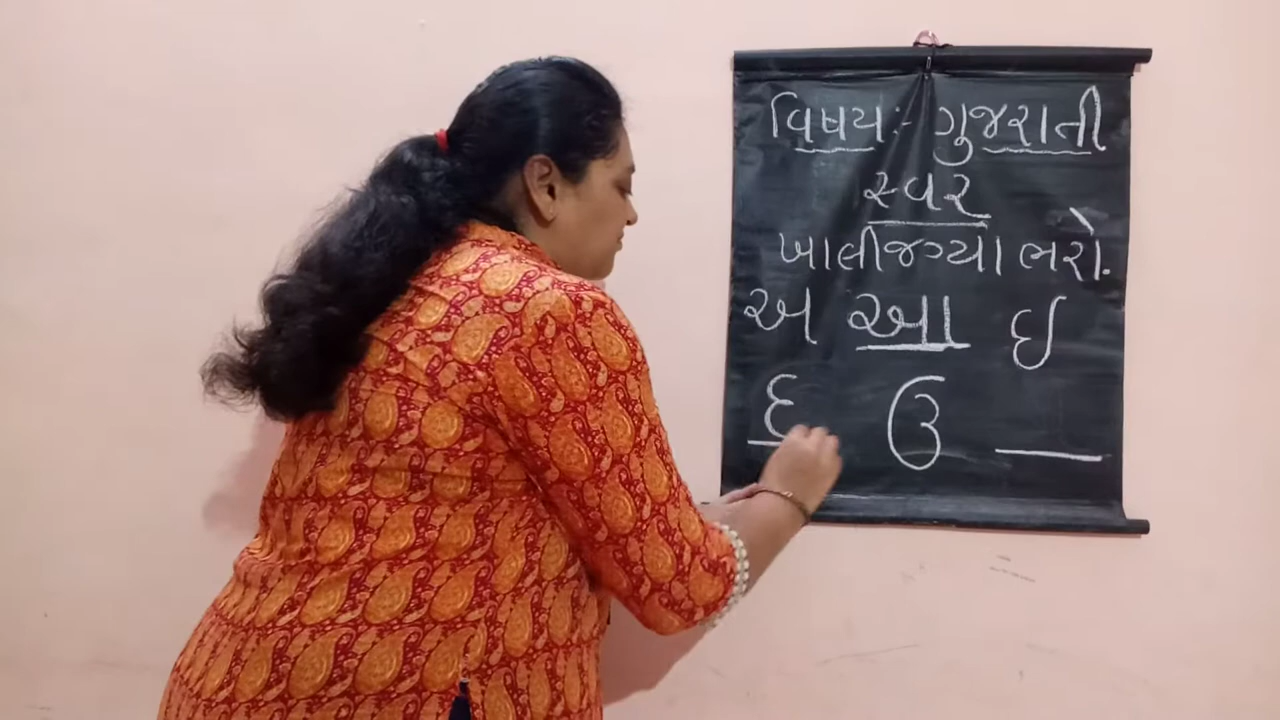 વિષય:- ગુજરાતી
સ્વર
ખાલીજગ્યા ભરો.
અ આ ઇ
ઉ ___